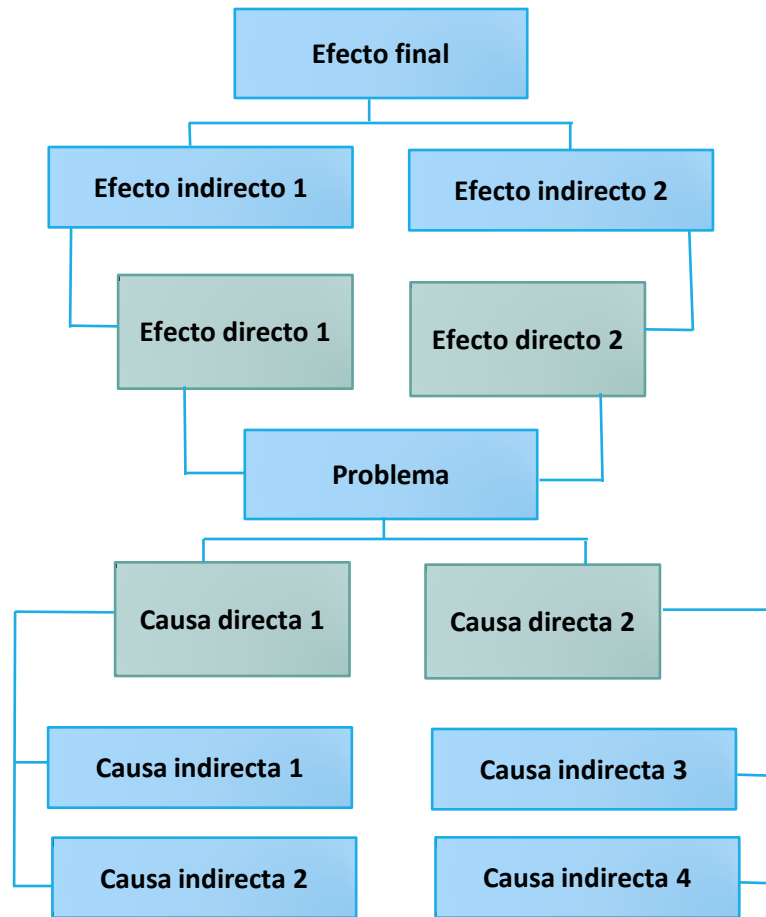 Efecto final
Efecto indirecto 1
Efecto indirecto 2
Efecto directo 1
Efecto directo 2
Problema
Causa directa 1
Causa directa 2
Causa indirecta 1
Causa indirecta 3
Causa indirecta 2
Causa indirecta 4